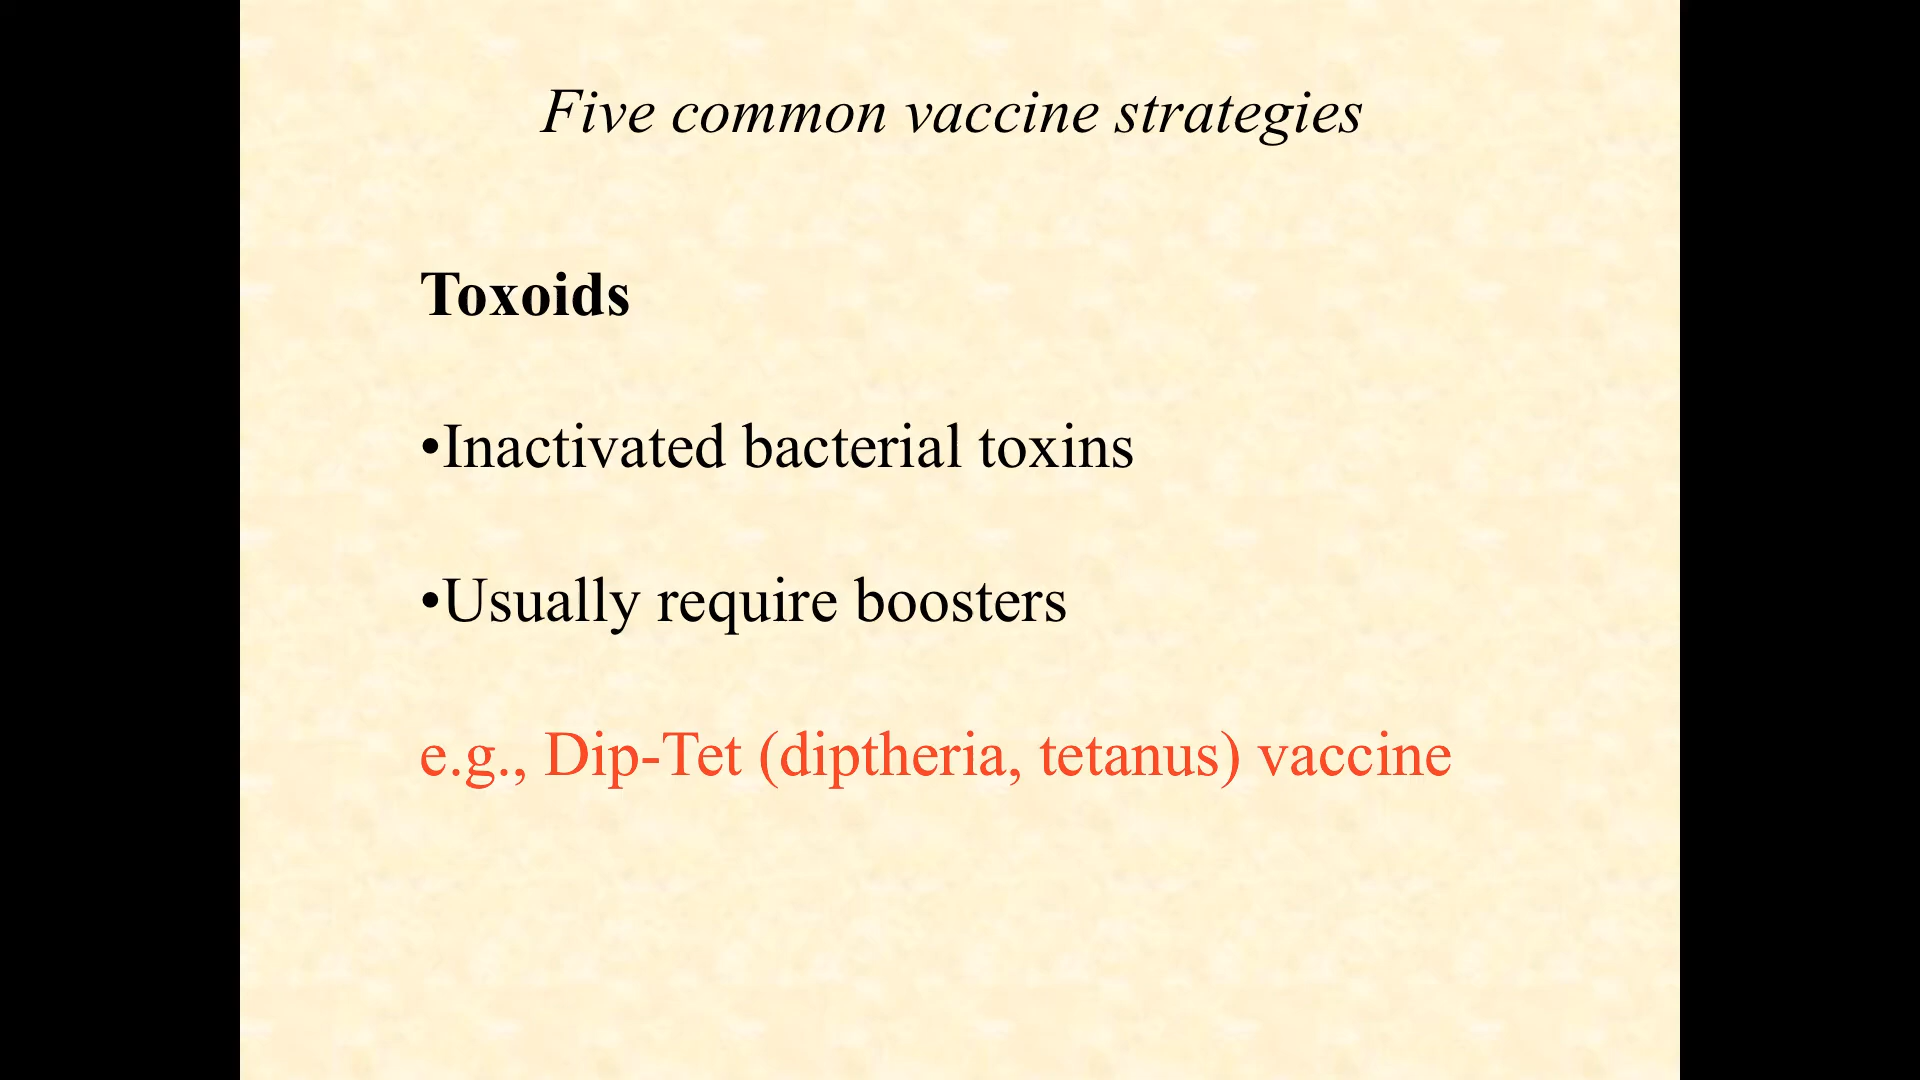 Five common vaccine strategies
Toxoids
•Inactivated bacterial toxins
•Usually require boosters
e.g., Dip-Tet (diptheria, tetanus) vaccine